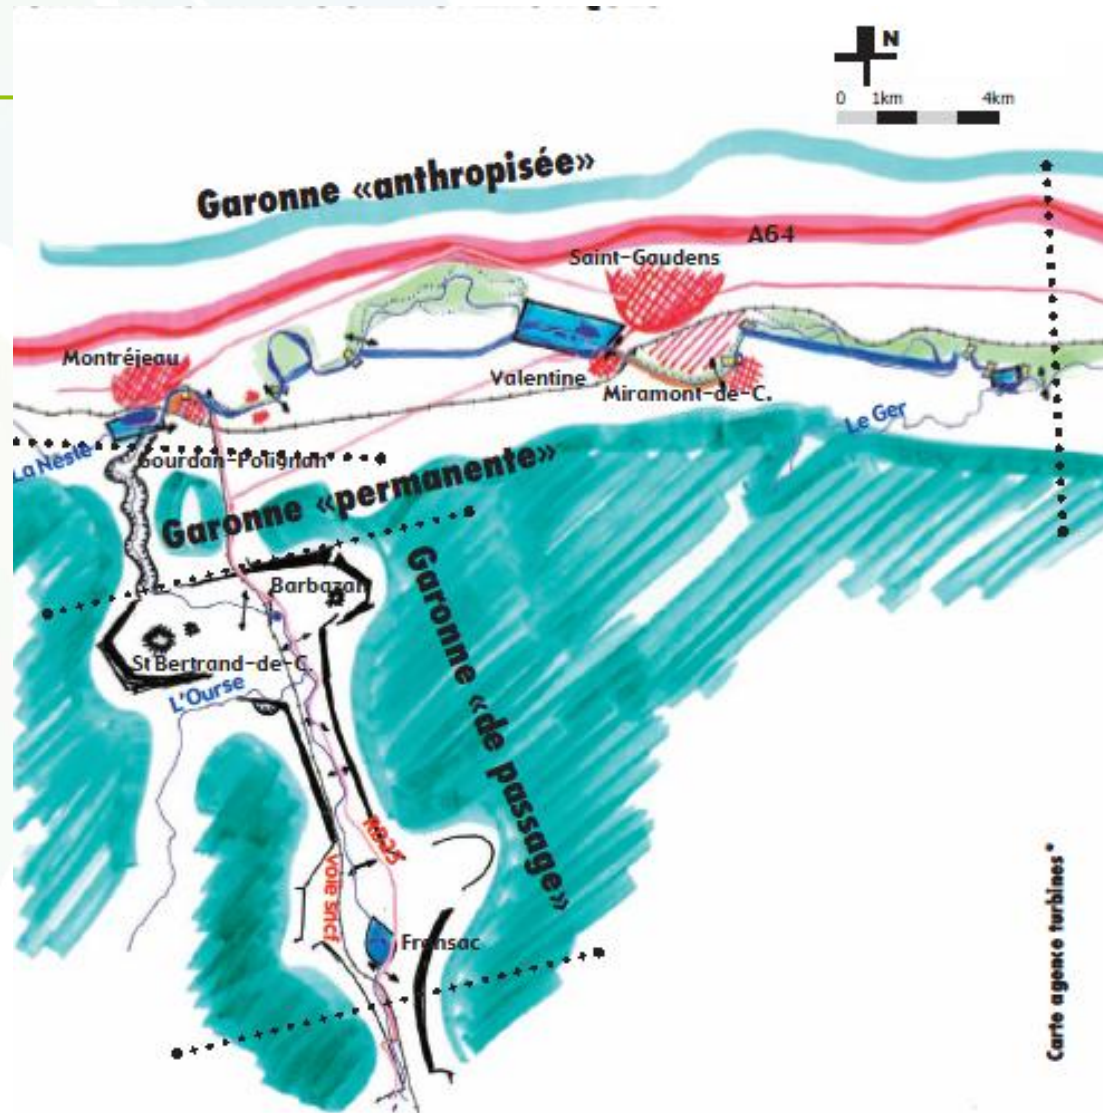 N
0 1km 4km
Garonne «anthropisée»
A64
Saint-Gaudens
Montréjeau
Valentine
Miramont-de-C.
Le Ger
La Neste
Gourdan-Polignan
Garonne «permanente»
Barbazan
Garonne «de passage»
St Bertrand-de-C.
L'Ourse
voie sncf
Fronsac
Carte agence turbines*